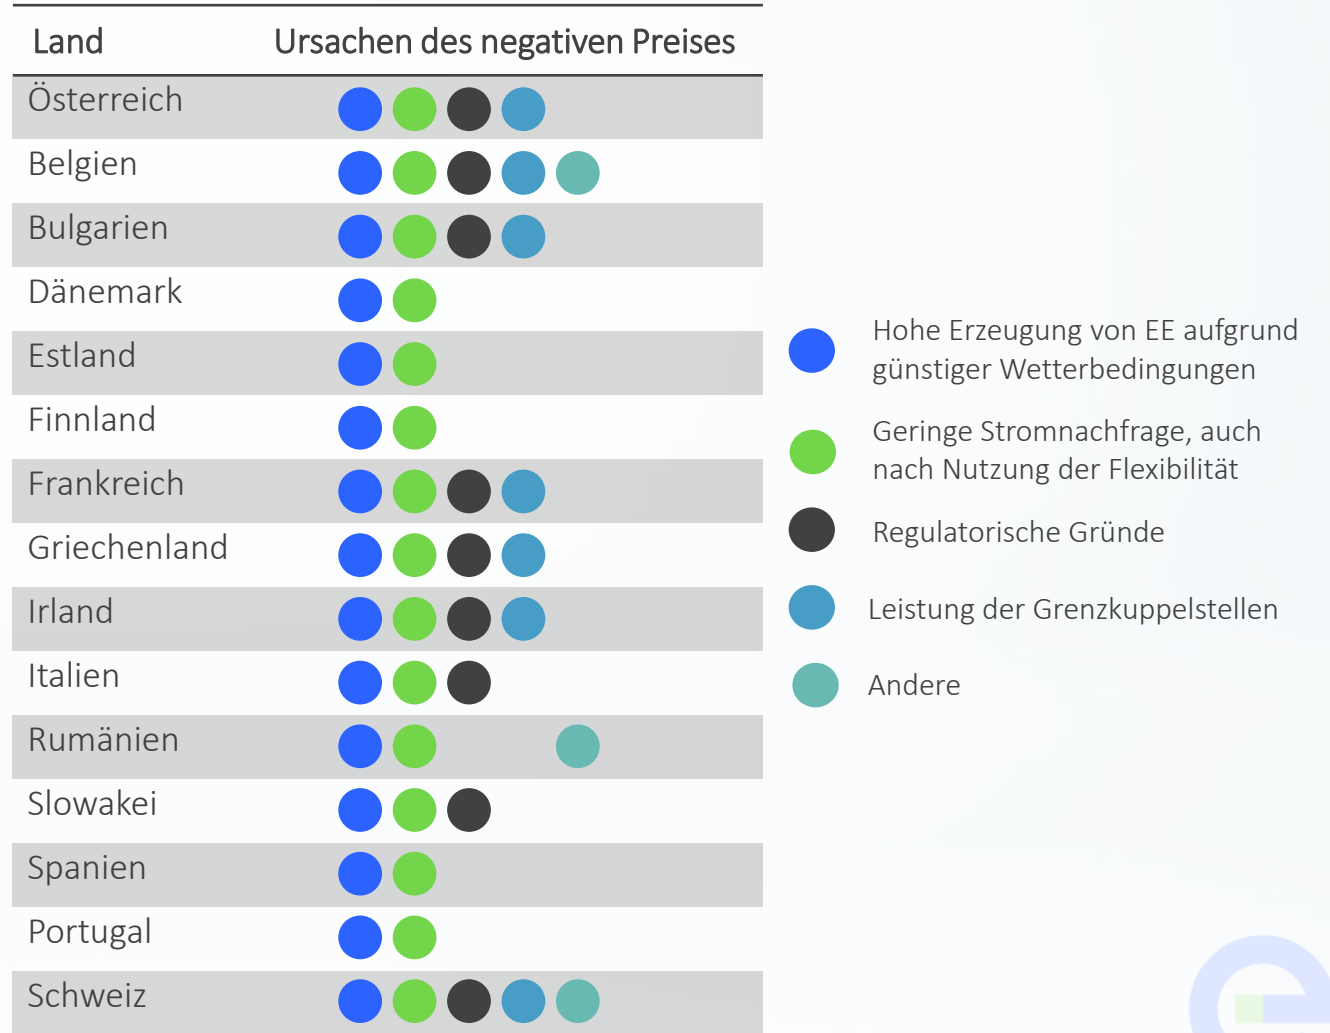 Land Ursachen des negativen Preises
Österreich
Belgien
Bulgarien
Dänemark
Estland
Finnland
Frankreich
Griechenland
Irland
Italien
Rumänien
Slowakei
Spanien
Portugal
Schweiz
Hohe Erzeugung von EE aufgrund
günstiger Wetterbedingungen
Geringe Stromnachfrage, auch
nach Nutzung der Flexibilität
Regulatorische Gründe
Leistung der Grenzkuppelstellen
Andere